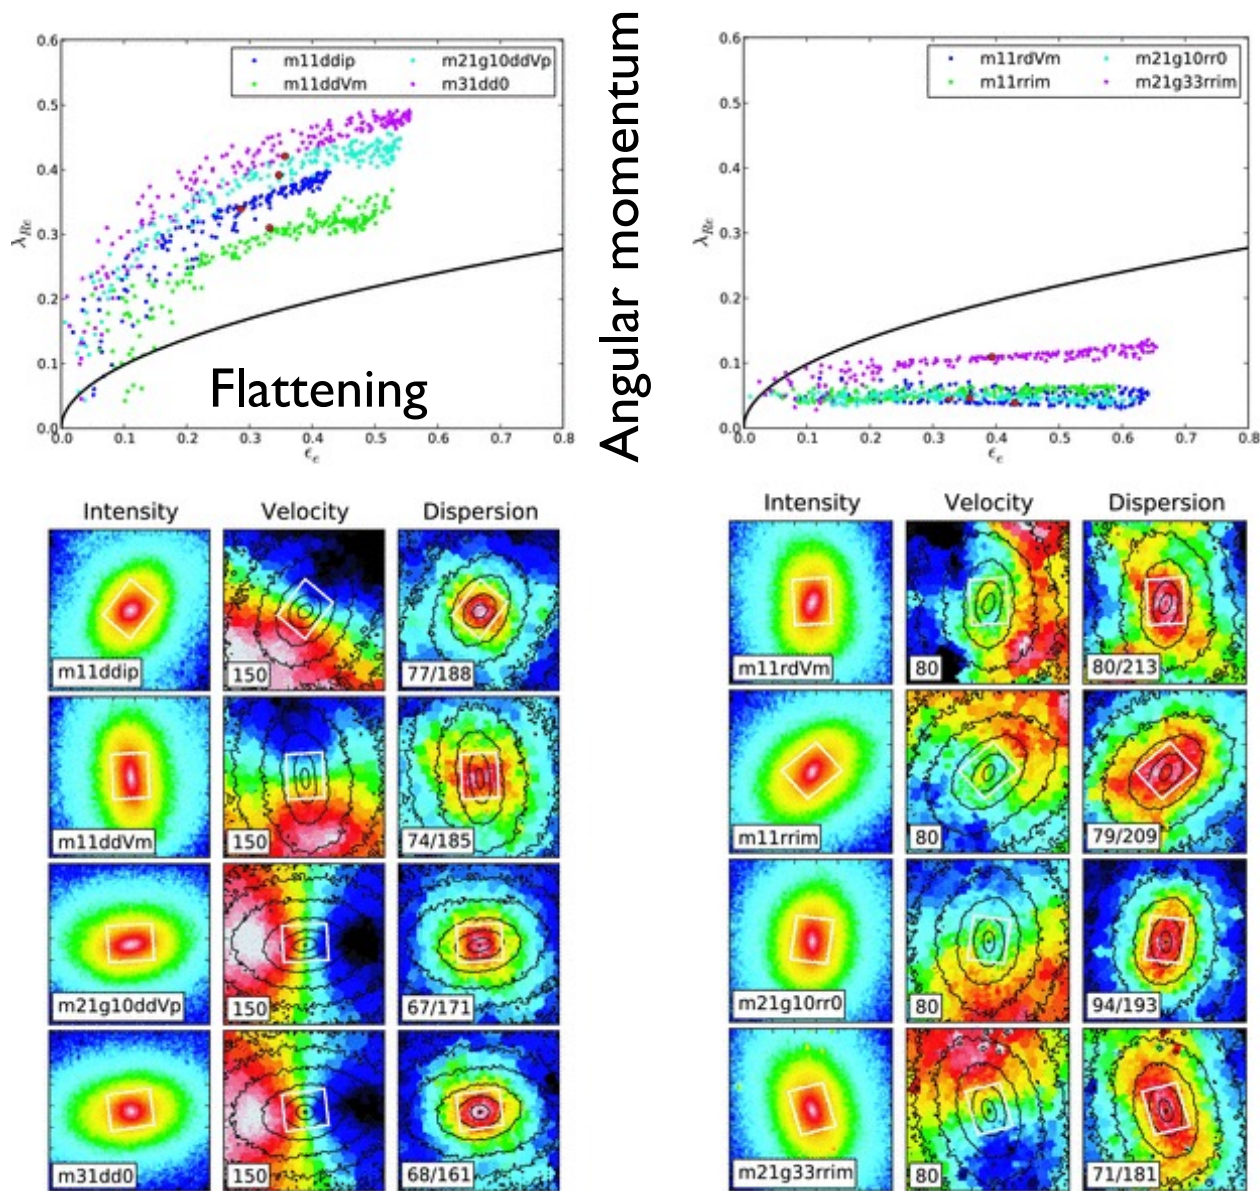 0.6
0.5
0.4
0.3
0.2
0.1
0.0
λRe
m11ddip
m11ddVm
m21g10ddVp
m31dd0
Flattening
0.0 0.1 0.2 0.3 0.4 0.5 0.6 0.7 0.8
ϵe
Angular momentum
0.6
0.5
0.4
0.3
0.2
0.1
0.0
λRe
m11rdVm
m11rrim
m21g10rr0
m21g33rrim
0.0 0.1 0.2 0.3 0.4 0.5 0.6 0.7 0.8
ϵe
Intensity Velocity Dispersion
m11ddip 150 77/188
m11ddVm 150 74/185
m21g10ddVp 150 67/171
m31dd0 150 68/161
Intensity Velocity Dispersion
m11rdVm 80 80/213
m11rrim 80 79/209
m21g10rr0 80 94/193
m21g33rrim 80 71/181